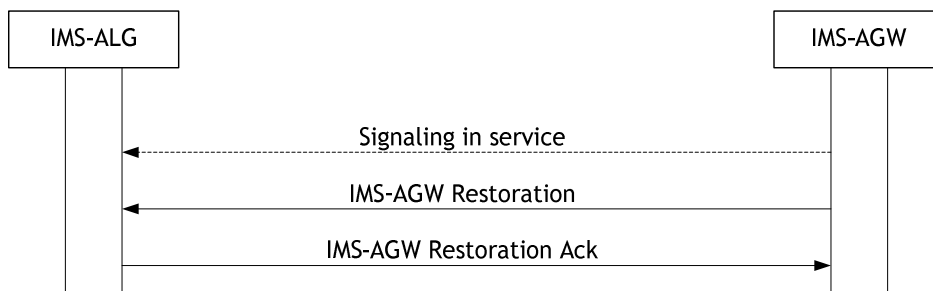 IMS-ALG
IMS-AGW
Signaling in service
IMS-AGW Restoration
IMS-AGW Restoration Ack